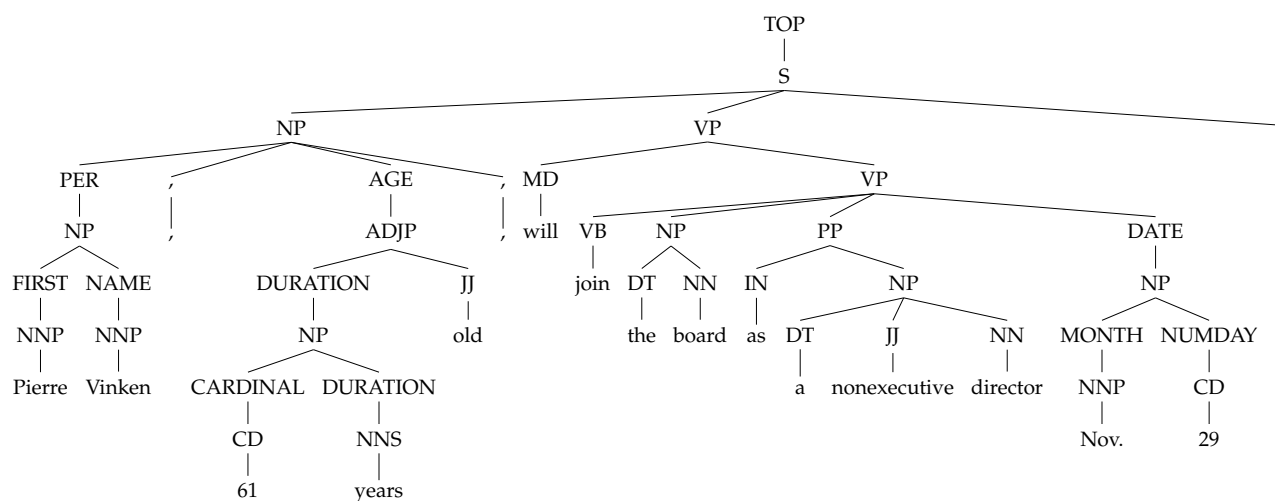 TOP
S
NP VP
PER , AGE , MD VP
NP , ADJP , will VB NP PP DATE
FIRST NAME DURATION JJ join DT NN IN NP NP
NNP NNP NP old the board as DT JJ NN MONTH NUMDAY
Pierre Vinken CARDINAL DURATION a nonexecutive director NNP CD
CD NNS Nov. 29
61 years